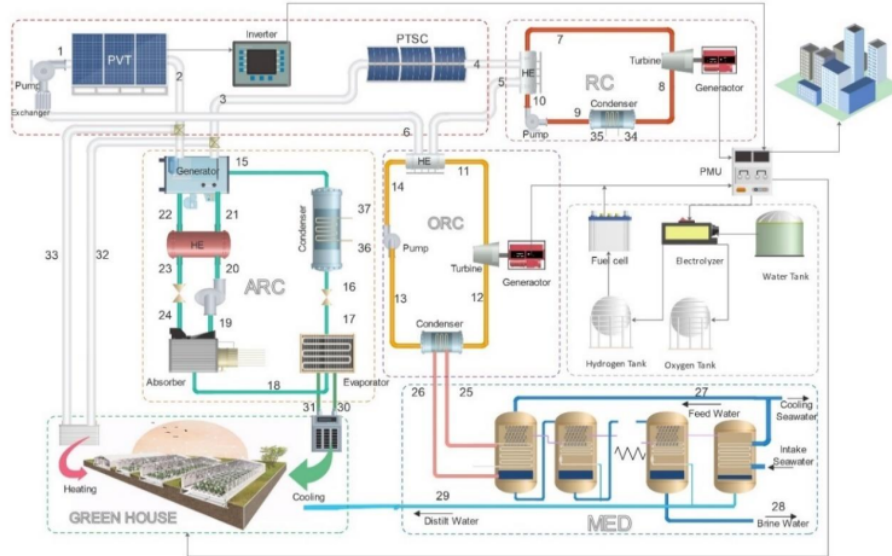 Inverter
PTSC
1
PVT
2
Pump
Exchanger
3
4
5
6
7
Turbine
HE
RC
8
Generactor
10
Condenser
9
35
34
Pump
PMU
15
Generator
22
21
HE
23
20
24
19
Absorber
ARC
Condenser
37
36
16
17
18
Evaporator
31
30
33
32
HE
14
11
ORC
Pump
Turbine
Generactor
13
12
Condenser
26
25
Fuel cell
Electrolyzer
Water Tank
Hydrogen Tank
Oxygen Tank
27
Feed Water
Cooling
Seawater
Intake
Seawater
Heating
Cooling
GREEN HOUSE
29
Distilt Water
MED
28
Brine Water